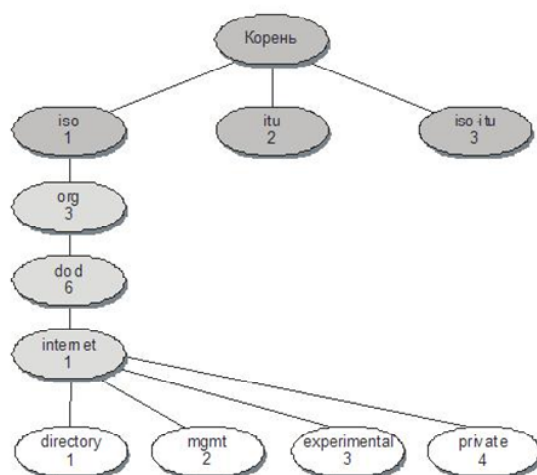 Корень
iso
1
itu
2
iso-itu
3
org
3
dod
6
internet
1
directory
1
mgmt
2
experimental
3
private
4